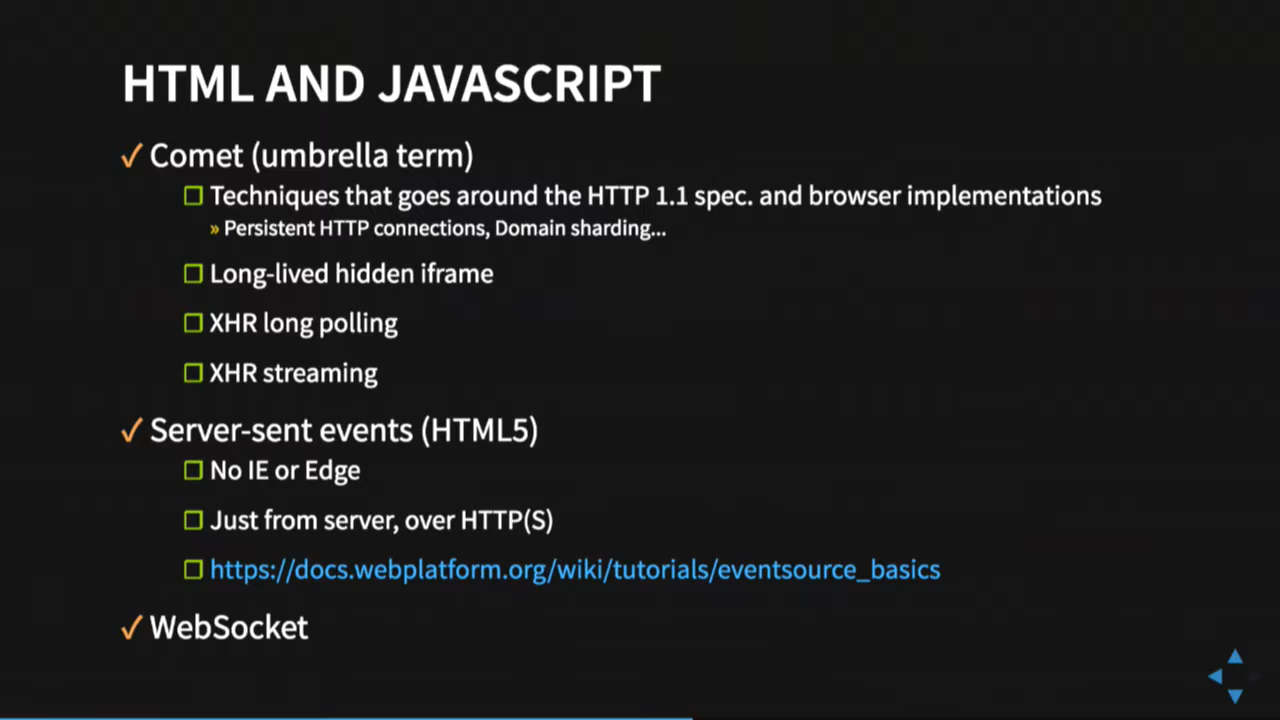 HTML AND JAVASCRIPT
✓ Comet (umbrella term)
❒ Techniques that goes around the HTTP 1.1 spec. and browser implementations
» Persistent HTTP connections, Domain sharding...
❒ Long-lived hidden iframe
❒ XHR long polling
❒ XHR streaming
✓ Server-sent events (HTML5)
❒ No IE or Edge
❒ Just from server, over HTTP(S)
❒ https://docs.webplatform.org/wiki/tutorials/eventsource_basics
✓ WebSocket